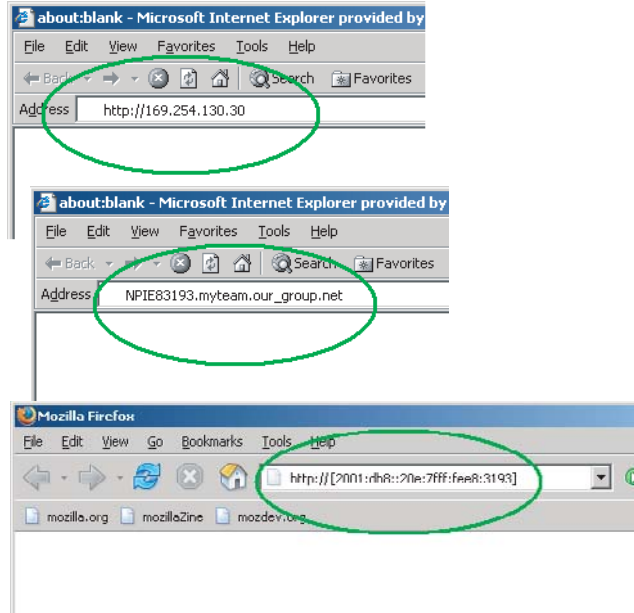 about:blank - Microsoft Internet Explorer provided by
File Edit View Favorites Tools Help
Back Search Favorites
Address http://169.254.130.30
about:blank - Microsoft Internet Explorer provided by
File Edit View Favorites Tools Help
Back Search Favorites
Address NPIE83193.myteam.our_group.net
Mozilla Firefox
File Edit View Go Bookmarks Tools Help
http://[2001:db8::20e:7fff:fee8:3193]
mozilla.org mozillaZine mozdev.org